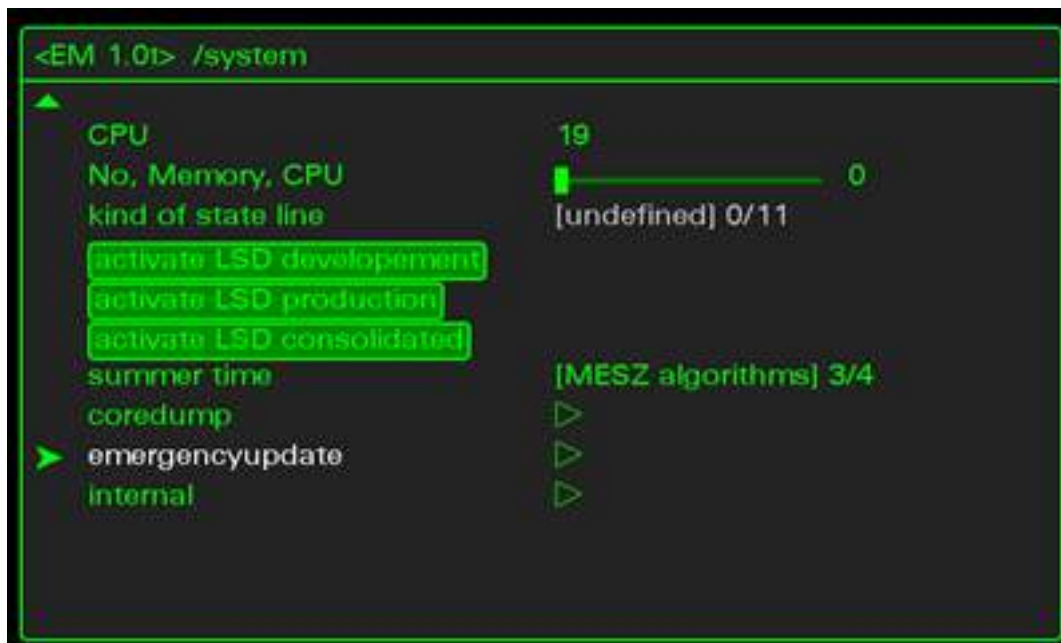 <EM 1.0t> /system
CPU 19
No, Memory, CPU 0
kind of state line [undefined] 0/11
activate LSD developement
activate LSD production
activate LSD consolidated
summer time [MESZ algorithms] 3/4
coredump
emergencyupdate
internal